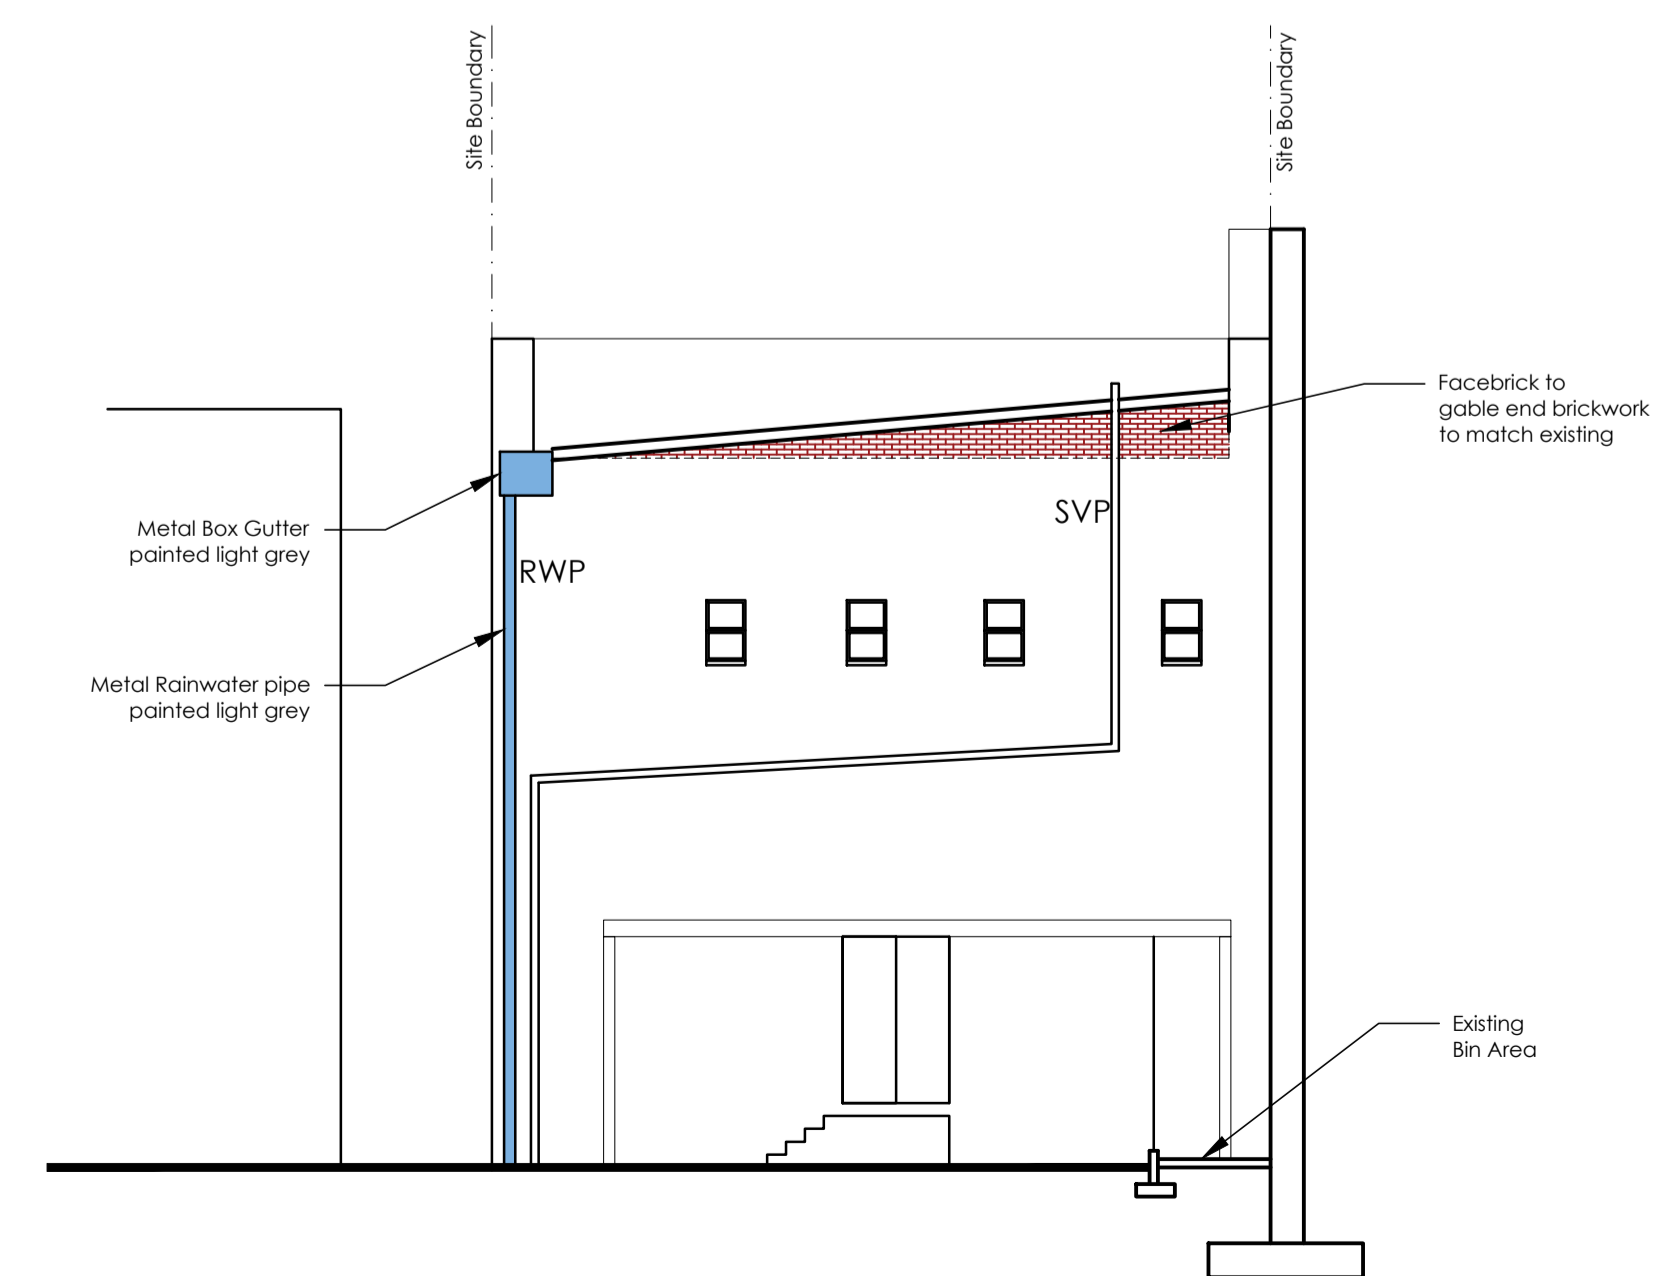 Site Boundary
Site Boundary
Facebrick to
gable end brickwork
to match existing
SVP
Metal Box Gutter
painted light grey
RWP
Metal Rainwater pipe
painted light grey
Existing
Bin Area